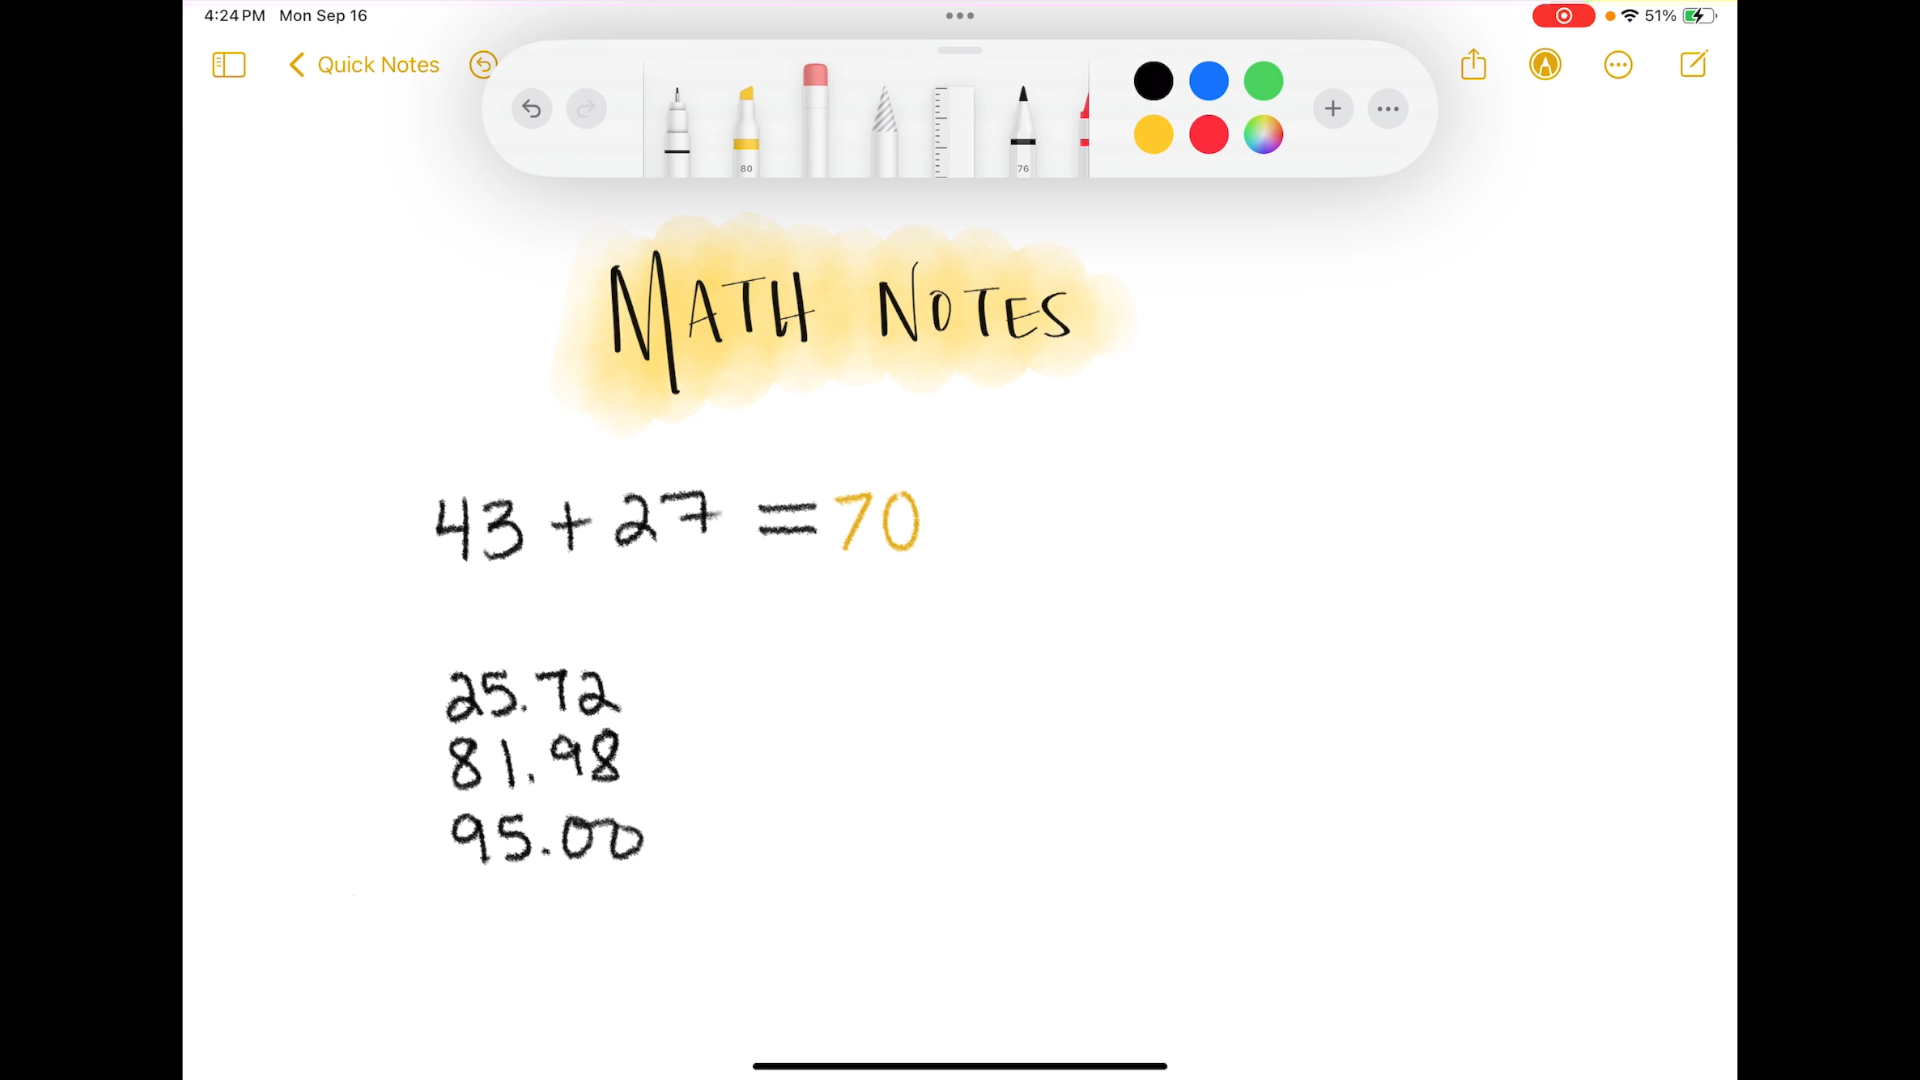 4:24 PM Mon Sep 16
51%
Quick Notes
80
76
MATH NOTES
43 + 27 = 70
25.72
81.98
95.00